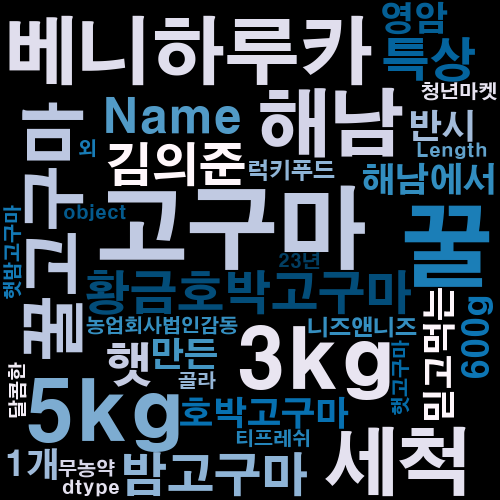 베니하루카
영암
특상
청년마켓
Name
해남
반시
Length
외
김의준
럭키푸드
해남에서
꿀고구마
object
고구마
꿀
햇밤고구마
23년
황금호박고구마
600g
농업회사법인감동
니즈앤니즈
믿고먹는
햇
만든
3kg
햇고구마
골라
달콤한
5kg
호박고구마
티프레쉬
1개
무농약
밤고구마
세척
dtype